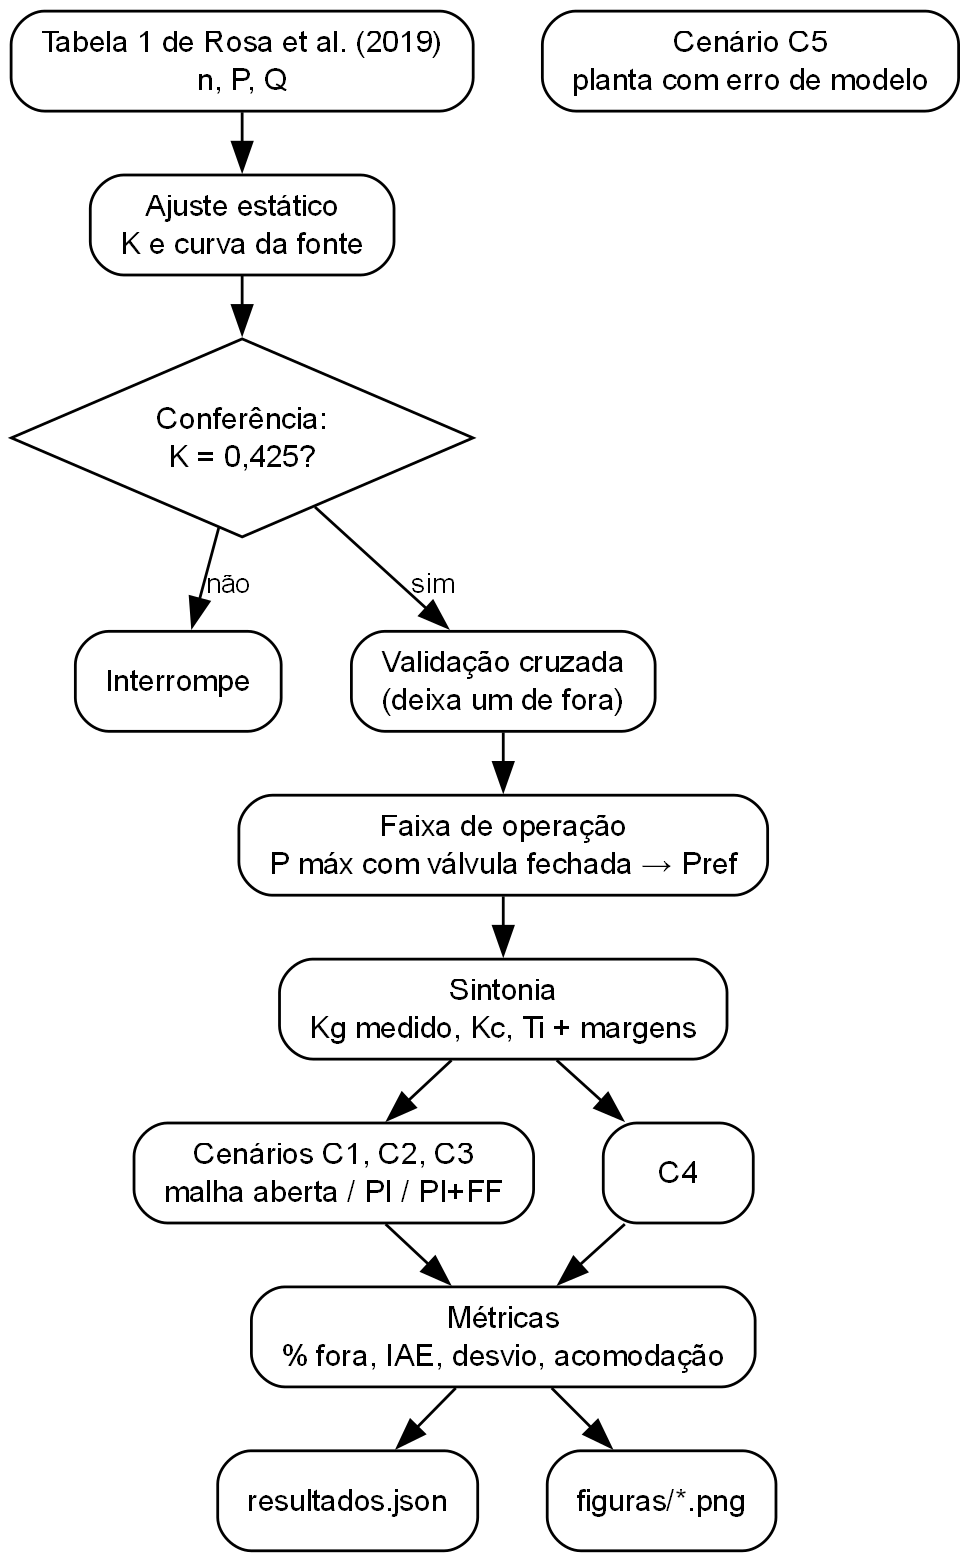 Tabela 1 de Rosa et al. (2019)
n, P, Q
Cenário C5
planta com erro de modelo
Ajuste estático
K e curva da fonte
Conferência:
K = 0,425?
não
sim
Interrompe
Validação cruzada
(deixa um de fora)
Faixa de operação
P máx com válvula fechada → Pref
Sintonia
Kg medido, Kc, Ti + margens
Cenários C1, C2, C3
malha aberta / PI / PI+FF
C4
Métricas
% fora, IAE, desvio, acomodação
resultados.json
figuras/*.png